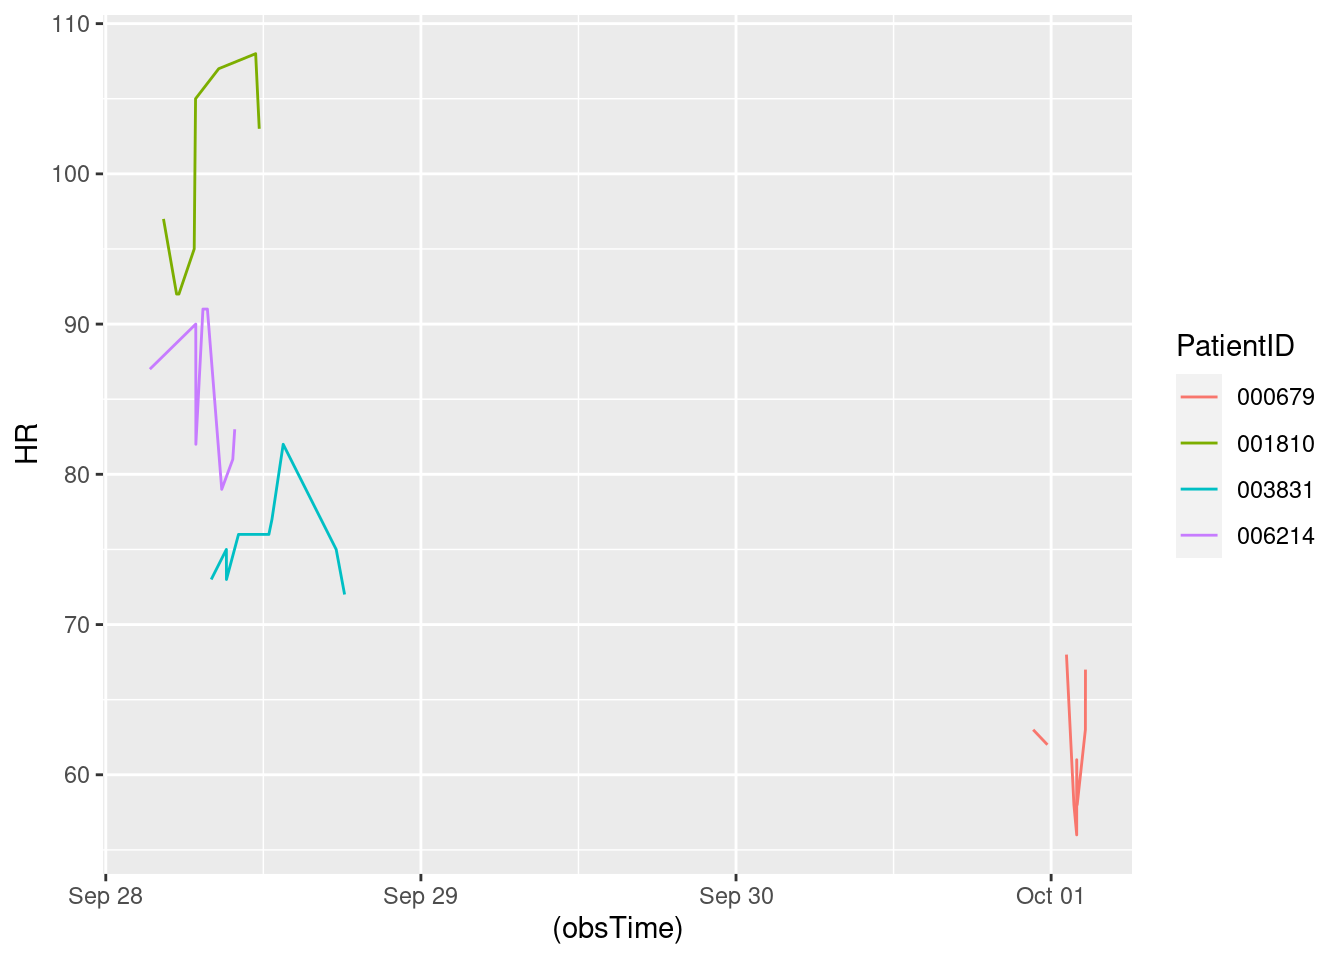 110
100
90
80
70
60
HR
Sep 28
Sep 29
Sep 30
Oct 01
(obsTime)
PatientID
000679
001810
003831
006214